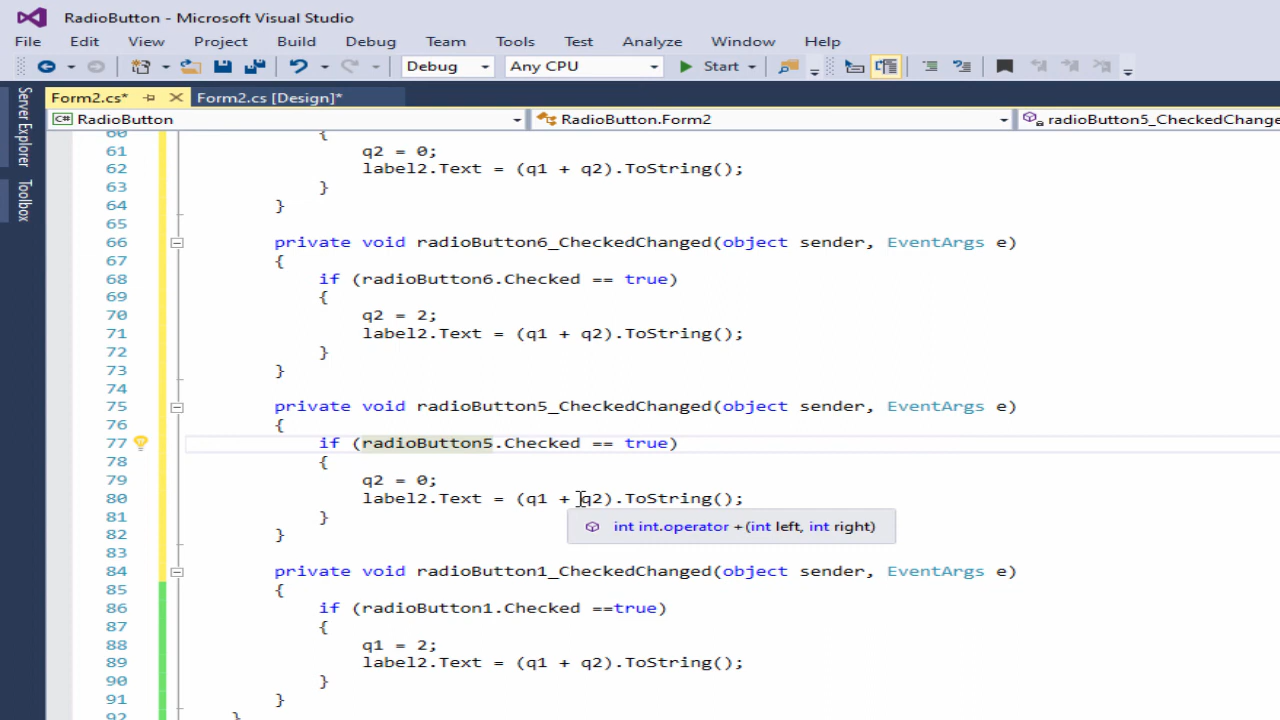 RadioButton - Microsoft Visual Studio
File Edit View Project Build Debug Team Tools Test Analyze Window Help
Debug Any CPU Start
Form2.cs* Form2.cs [Design]*
Server Explorer
Toolbox
C# RadioButton RadioButton.Form2 radioButton5_CheckedChange
60 {
61 q2 = 0;
62 label2.Text = (q1 + q2).ToString();
63 }
64 }
65
66 private void radioButton6_CheckedChanged(object sender, EventArgs e)
67 {
68 if (radioButton6.Checked == true)
69 {
70 q2 = 2;
71 label2.Text = (q1 + q2).ToString();
72 }
73 }
74
75 private void radioButton5_CheckedChanged(object sender, EventArgs e)
76 {
77 if (radioButton5.Checked == true)
78 {
79 q2 = 0;
80 label2.Text = (q1 + q2).ToString();
81 }
int int.operator +(int left, int right)
82 }
83
84 private void radioButton1_CheckedChanged(object sender, EventArgs e)
85 {
86 if (radioButton1.Checked ==true)
87 {
88 q1 = 2;
89 label2.Text = (q1 + q2).ToString();
90 }
91 }
92 }